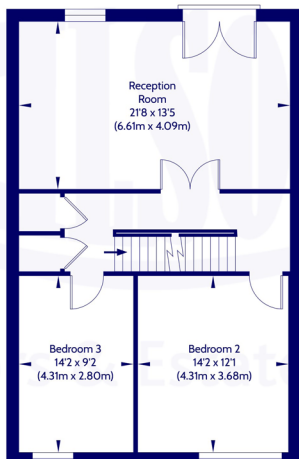 Reception
Room
21'8 x 13'5
(6.61m x 4.09m)
Bedroom 3
14'2 x 9'2
(4.31m x 2.80m)
Bedroom 2
14'2 x 12'1
(4.31m x 3.68m)